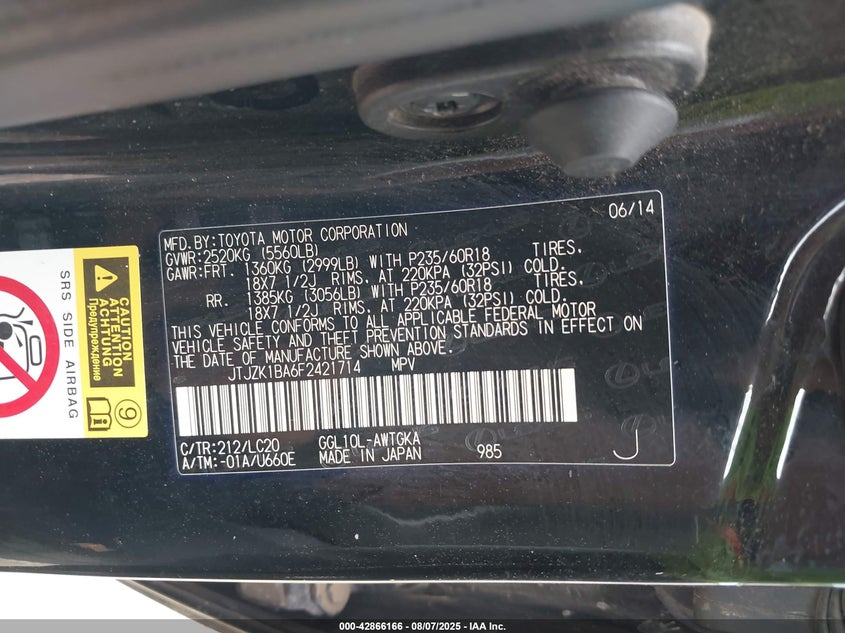 06/14
MFD.BY:TOYOTA MOTOR CORPORATION
GVWR:2520KG (5560LB)
GAWR:FRT. 1360KG (2999LB) WITH P235/60R18 TIRES,
18X7 1/2J RIMS, AT 220KPA (32PSI) COLD.
RR. 1385KG (3056LB) WITH P235/60R18 TIRES,
18X7 1/2J RIMS, AT 220KPA (32PSI) COLD.
THIS VEHICLE CONFORMS TO ALL APPLICABLE FEDERAL MOTOR
VEHICLE SAFETY AND THEFT PREVENTION STANDARDS IN EFFECT ON
THE DATE OF MANUFACTURE SHOWN ABOVE.
JTJZK1BA6F2421714 MPV
C/TR:212/LC20 GGL10L-AWTGKA
A/TM:-01A/U660E MADE IN JAPAN 985 J
SRS SIDE AIRBAG
CAUTION
ATTENTION
ACHTUNG
Предупреждение
9
000-42866166 - 08/07/2025 - IAA Inc.